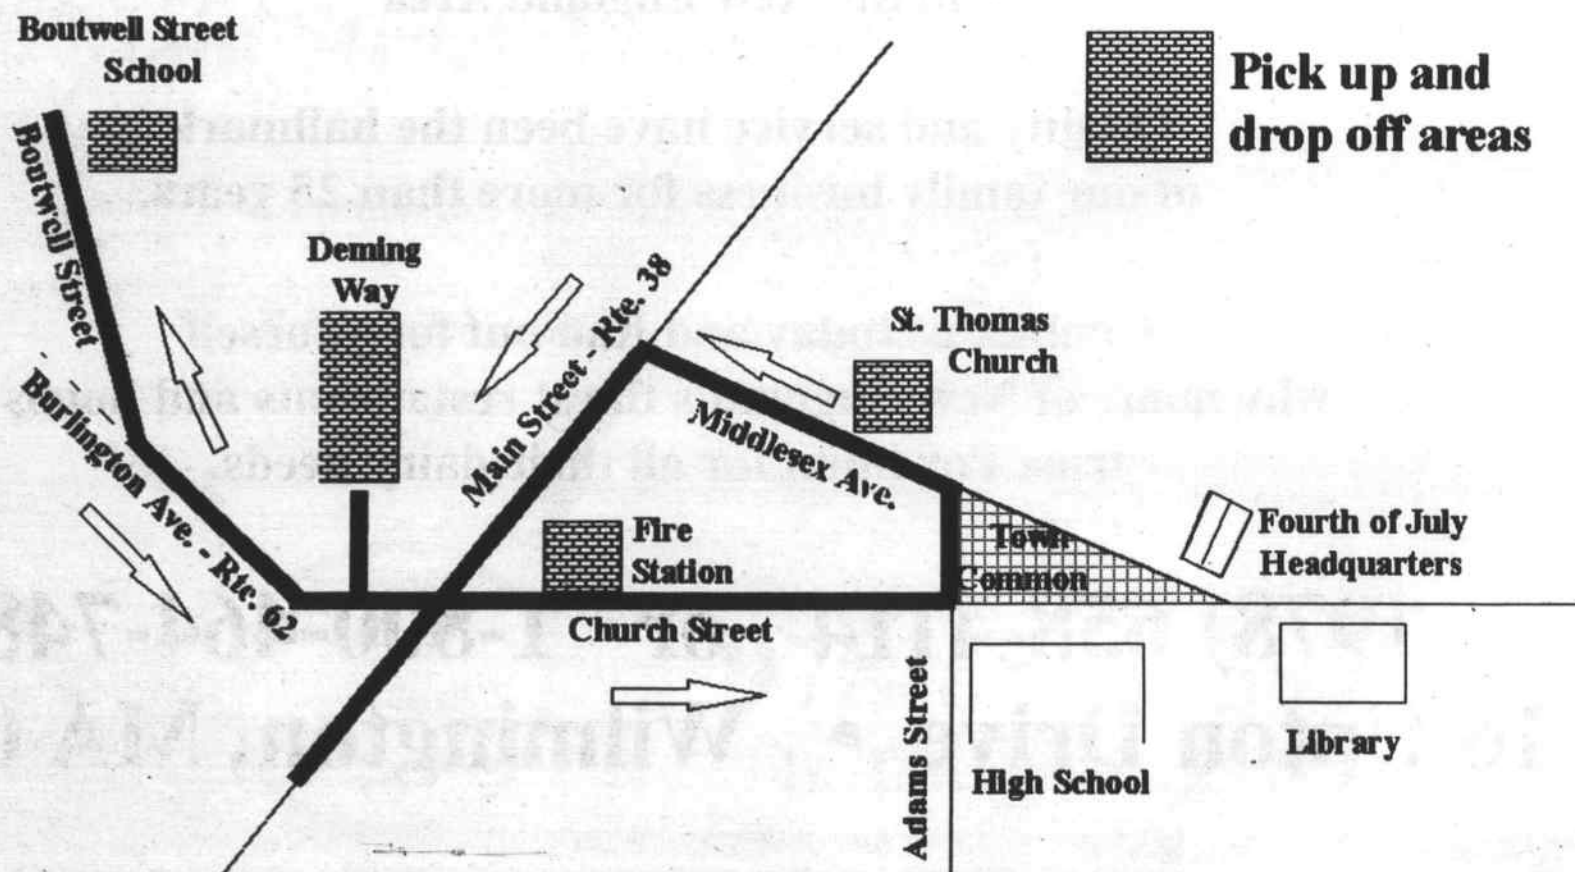 Boutwell Street
School
Pick up and
drop off areas
Boutwell Street
Deming
Way
Main Street - Rte. 38
St. Thomas
Church
Middlesex Ave.
Burlington Ave. - Rte. 62
Fire
Station
Town
Common
Fourth of July
Headquarters
Church Street
Adams Street
High School
Library